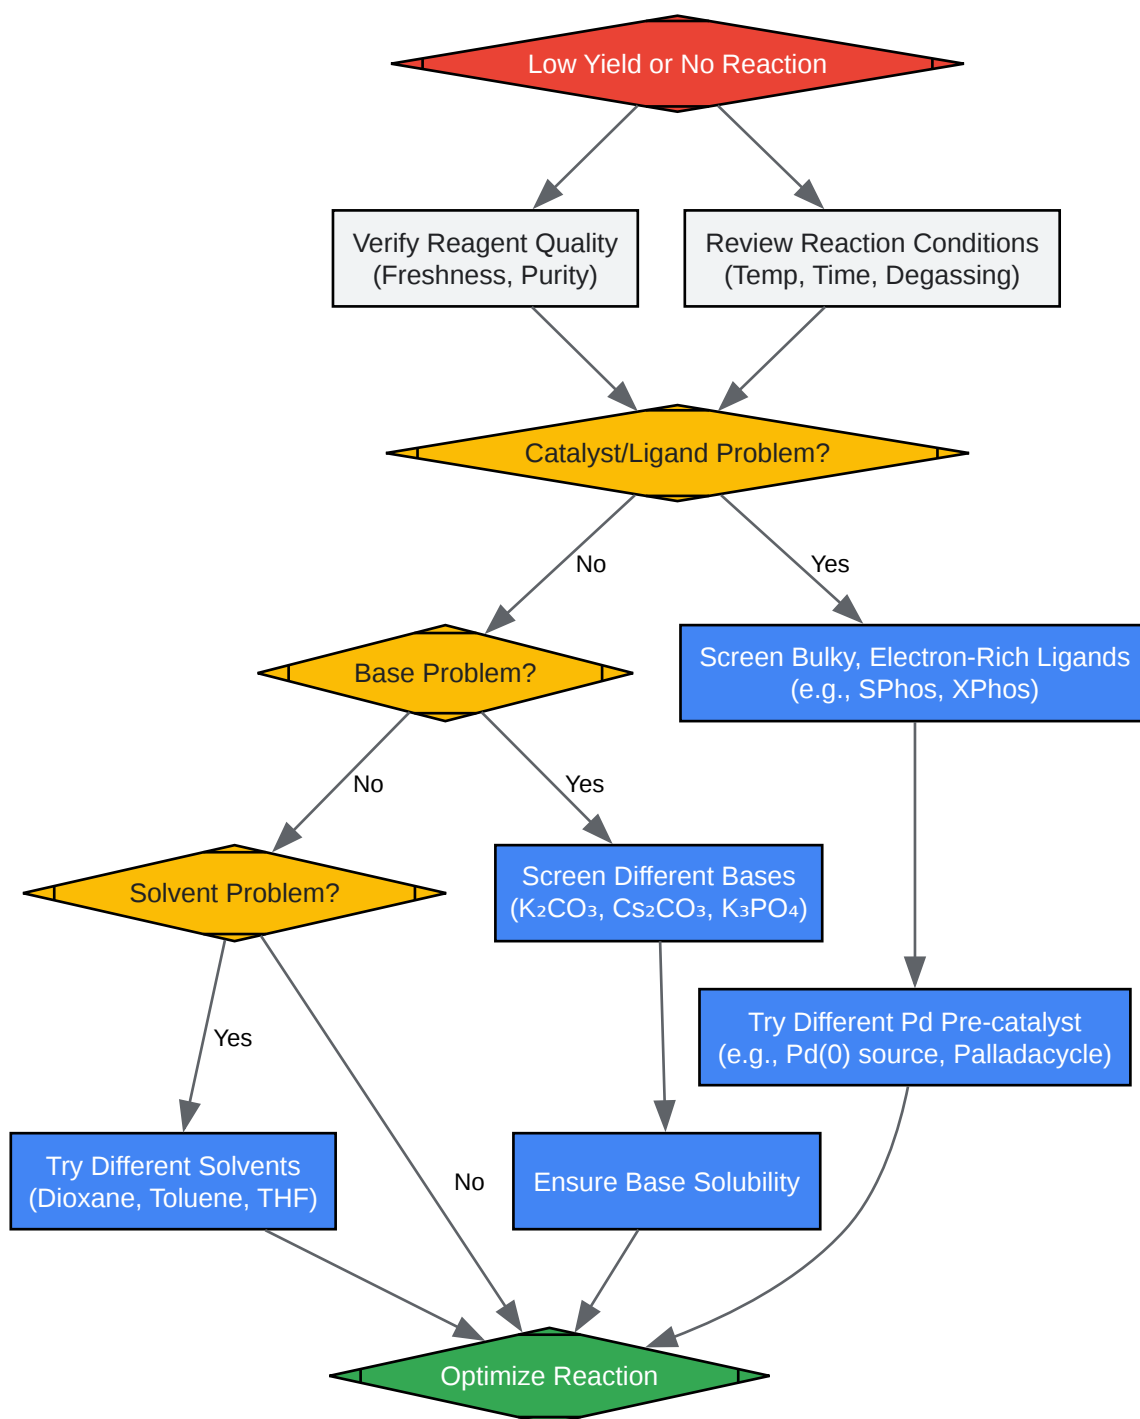 Low Yield or No Reaction
Verify Reagent Quality
(Freshness, Purity)
Review Reaction Conditions
(Temp, Time, Degassing)
Catalyst/Ligand Problem?
No
Yes
Base Problem?
Screen Bulky, Electron-Rich Ligands
(e.g., SPhos, XPhos)
No
Yes
Solvent Problem?
Screen Different Bases
(K₂CO₃, Cs₂CO₃, K₃PO₄)
Try Different Pd Pre-catalyst
(e.g., Pd(0) source, Palladacycle)
Yes
No
Try Different Solvents
(Dioxane, Toluene, THF)
Ensure Base Solubility
Optimize Reaction